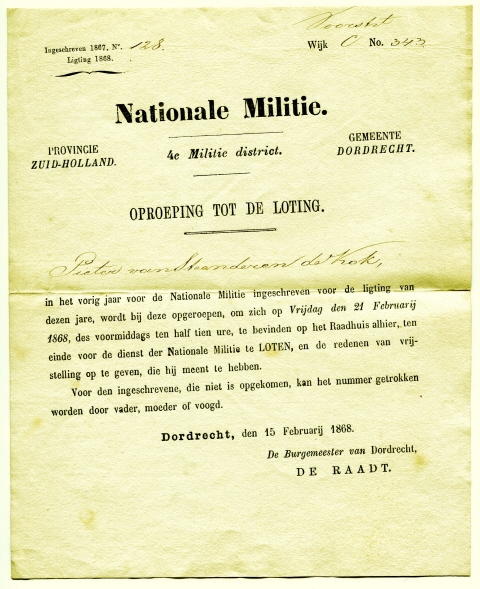 Voorstr
Ingeschreven 1867, Nº. 128.
Wijk C No. 343
Ligting 1868.
Nationale Militie.
PROVINCIE
ZUID-HOLLAND.
4e Militie district.
GEMEENTE
DORDRECHT.
OPROEPING TOT DE LOTING.
Pieter van Staanderen de Kok,
in het vorig jaar voor de Nationale Militie ingeschreven voor de ligting van
dezen jare, wordt bij deze opgeroepen, om zich op Vrijdag den 21 Februarij
1868, des voormiddags ten half tien ure, te bevinden op het Raadhuis alhier, ten
einde voor de dienst der Nationale Militie te LOTEN, en de redenen van vrij-
stelling op te geven, die hij meent te hebben.
Voor den ingeschrevene, die niet is opgekomen, kan het nummer getrokken
worden door vader, moeder of voogd.
Dordrecht, den 15 Februarij 1868.
De Burgemeester van Dordrecht,
DE RAADT.